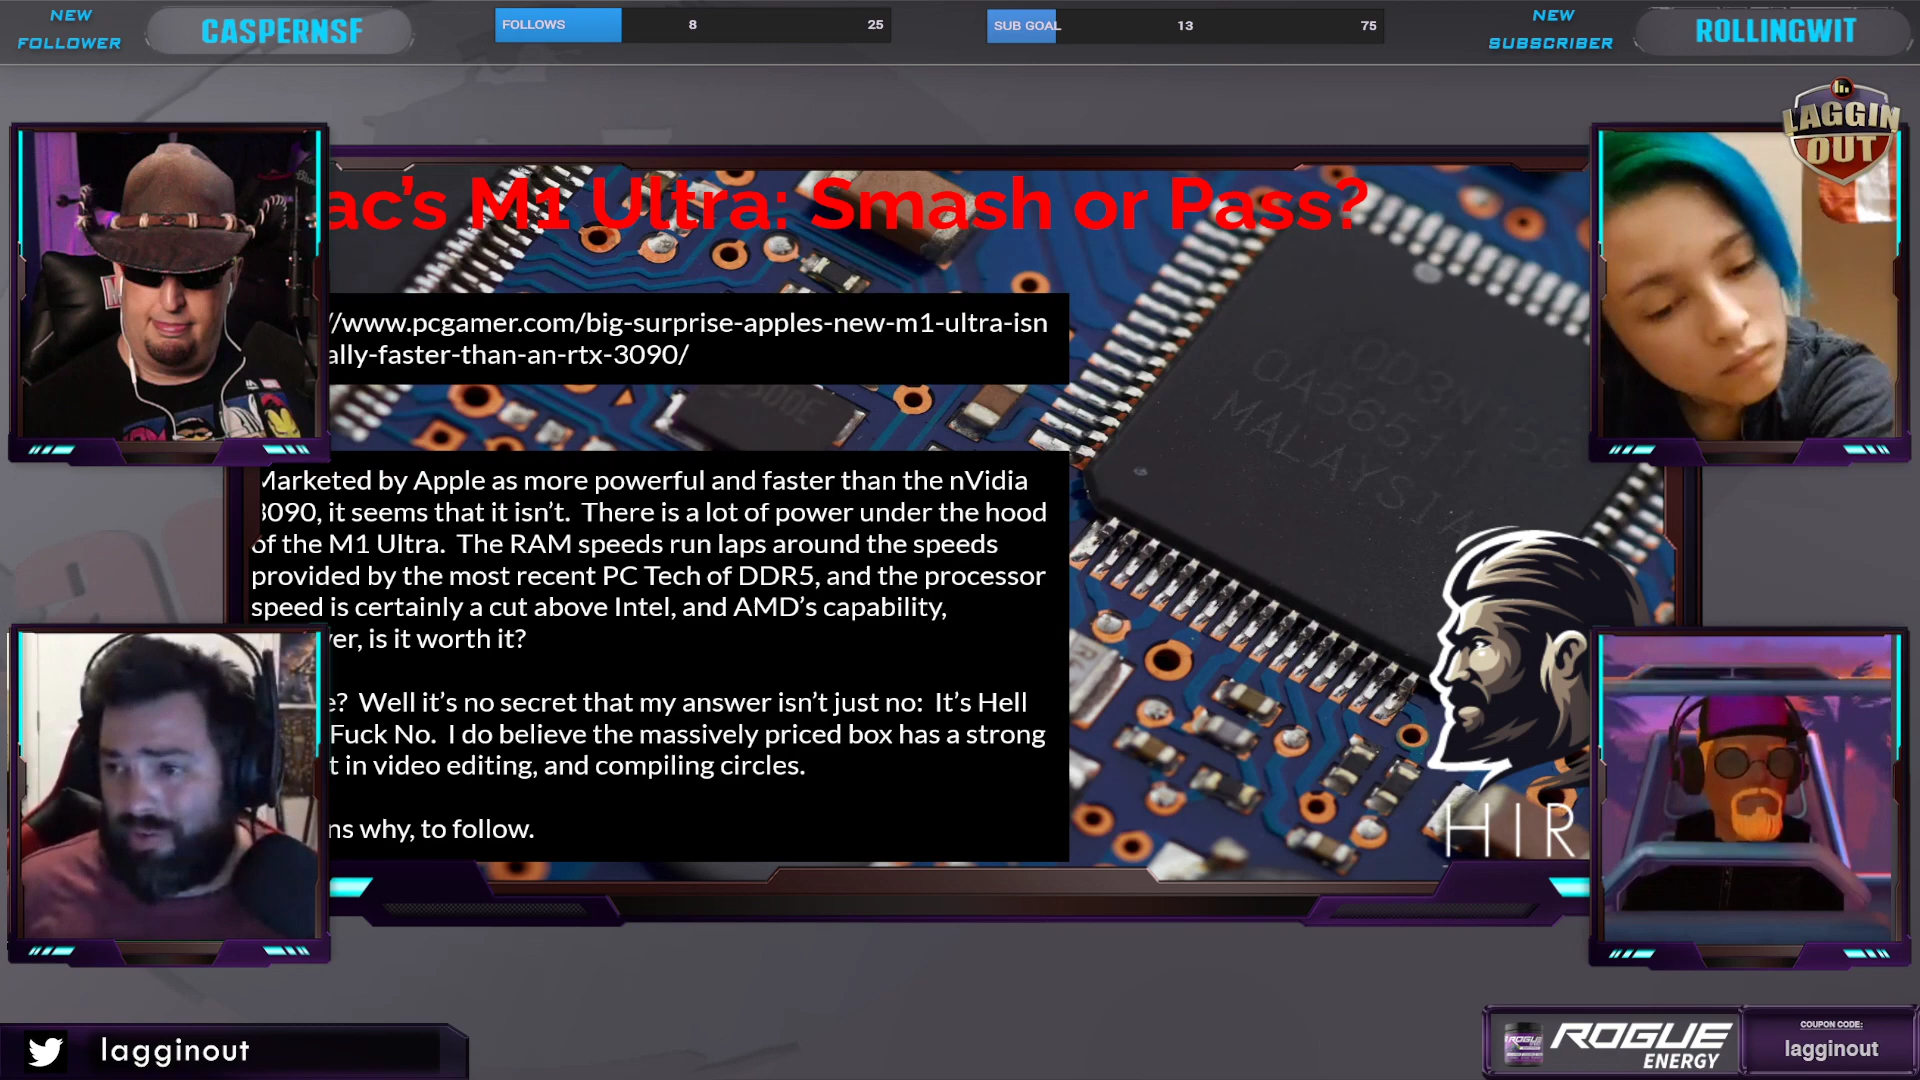 NEW
FOLLOWER
CASPERNSF
FOLLOWS 8 25
SUB GOAL 13 75
NEW
SUBSCRIBER
ROLLINGWIT
LAGGIN
OUT
ac's M1 Ultra: Smash or Pass?
//www.pcgamer.com/big-surprise-apples-new-m1-ultra-isn
ally-faster-than-an-rtx-3090/
MALAYSIA
Marketed by Apple as more powerful and faster than the nVidia
3090, it seems that it isn't. There is a lot of power under the hood
of the M1 Ultra. The RAM speeds run laps around the speeds
provided by the most recent PC Tech of DDR5, and the processor
speed is certainly a cut above Intel, and AMD's capability,
ver, is it worth it?
e? Well it's no secret that my answer isn't just no: It's Hell
Fuck No. I do believe the massively priced box has a strong
t in video editing, and compiling circles.
ns why, to follow.
HIR
lagginout
ROGUE
ENERGY
COUPON CODE:
lagginout